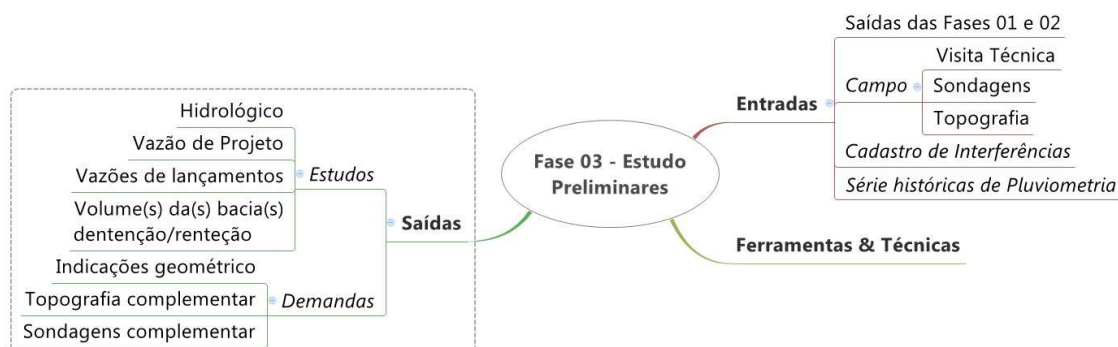 Fase 03 - Estudo
Preliminares
Entradas
Saídas das Fases 01 e 02
Campo
Visita Técnica
Sondagens
Topografia
Cadastro de Interferências
Série históricas de Pluviometria
Ferramentas & Técnicas
Saídas
Estudos
Hidrológico
Vazão de Projeto
Vazões de lançamentos
Volume(s) da(s) bacia(s)
dentenção/renteção
Demandas
Indicações geométrico
Topografia complementar
Sondagens complementar